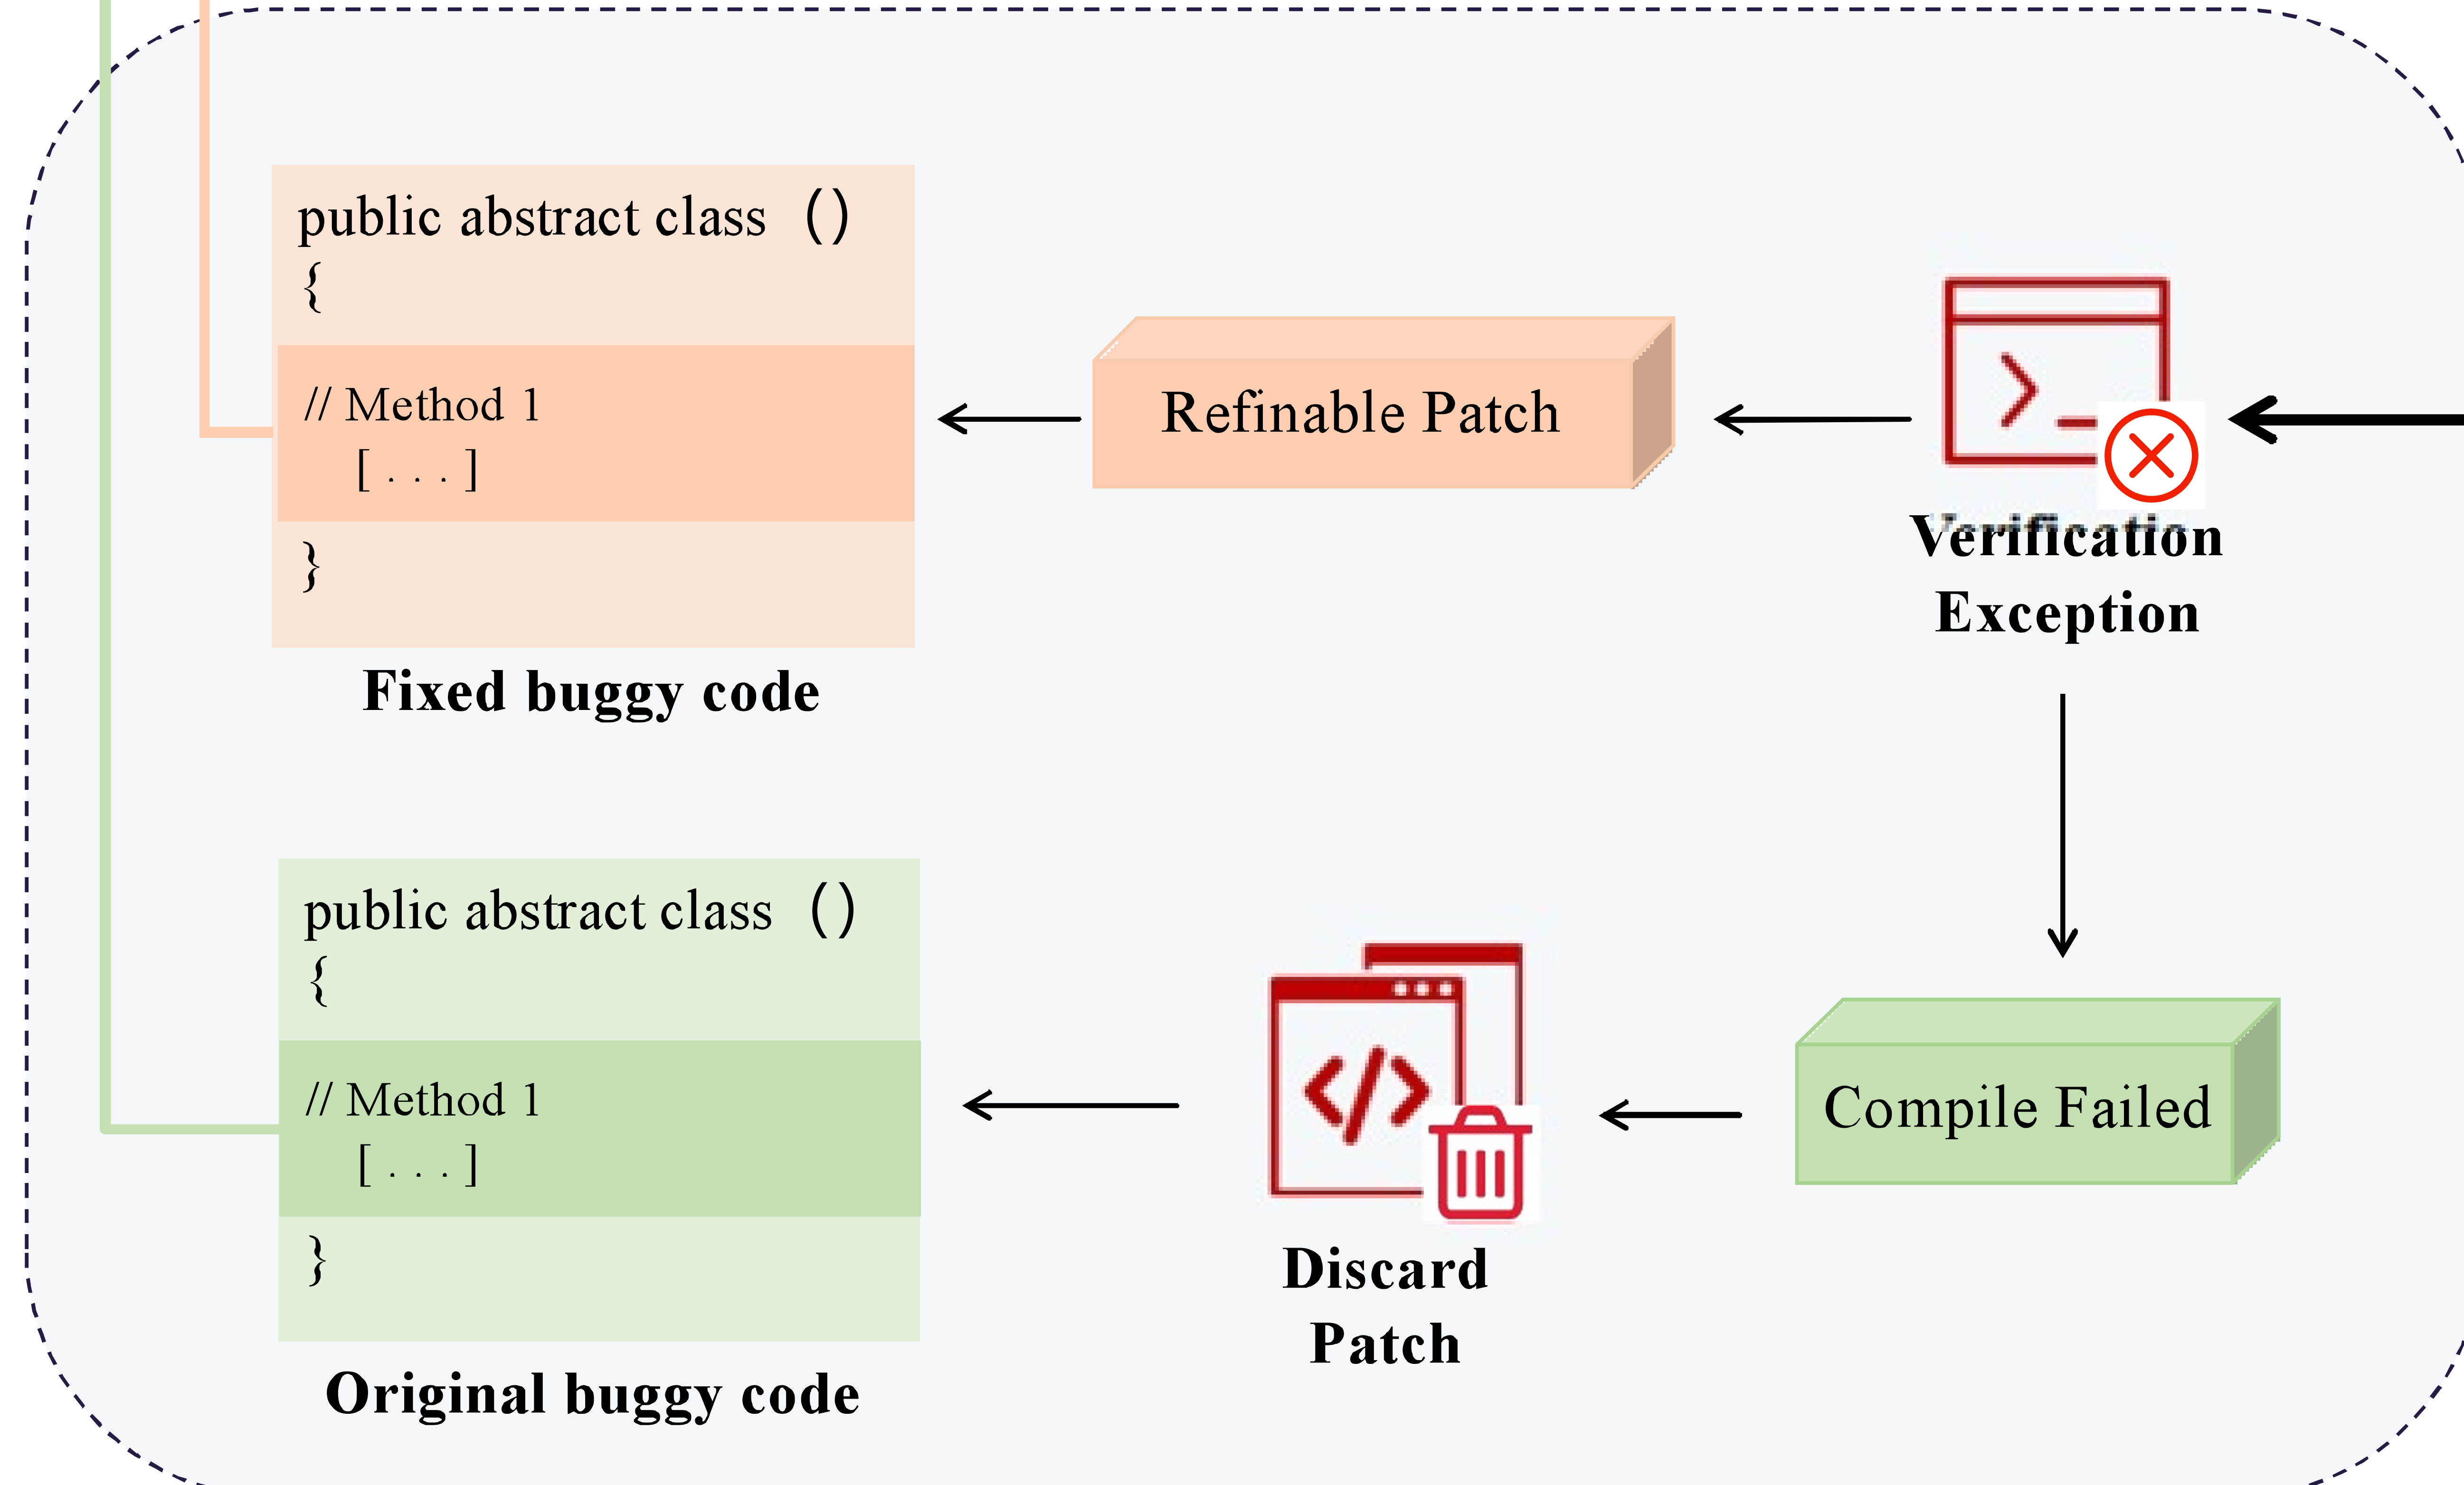 public abstract class ()
{
// Method 1
[ . . . ]
}
Fixed buggy code
Refinable Patch
Verification
Exception
public abstract class ()
{
// Method 1
[ . . . ]
}
Original buggy code
Discard
Patch
Compile Failed